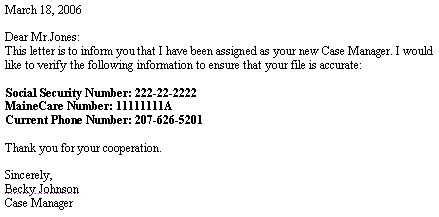 March 18, 2006
Dear Mr.Jones:
This letter is to inform you that I have been assigned as your new Case Manager. I would
like to verify the following information to ensure that your file is accurate:
Social Security Number: 222-22-2222
MaineCare Number: 11111111A
Current Phone Number: 207-626-5201
Thank you for your cooperation.
Sincerely,
Becky Johnson
Case Manager